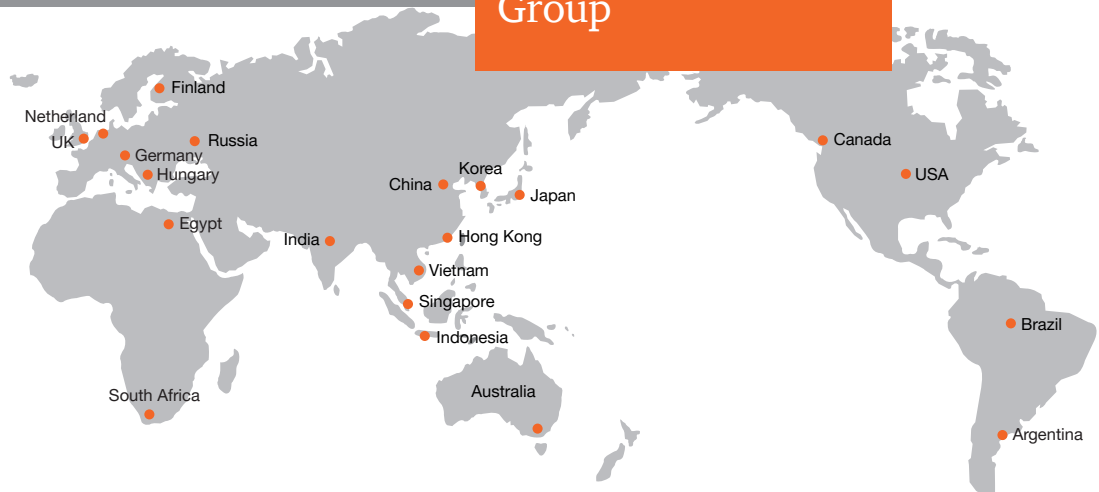 Group
Finland
Netherland
UK
Russia
Germany
Hungary
Egypt
South Africa
India
China
Korea
Japan
Hong Kong
Vietnam
Singapore
Indonesia
Australia
Canada
USA
Brazil
Argentina